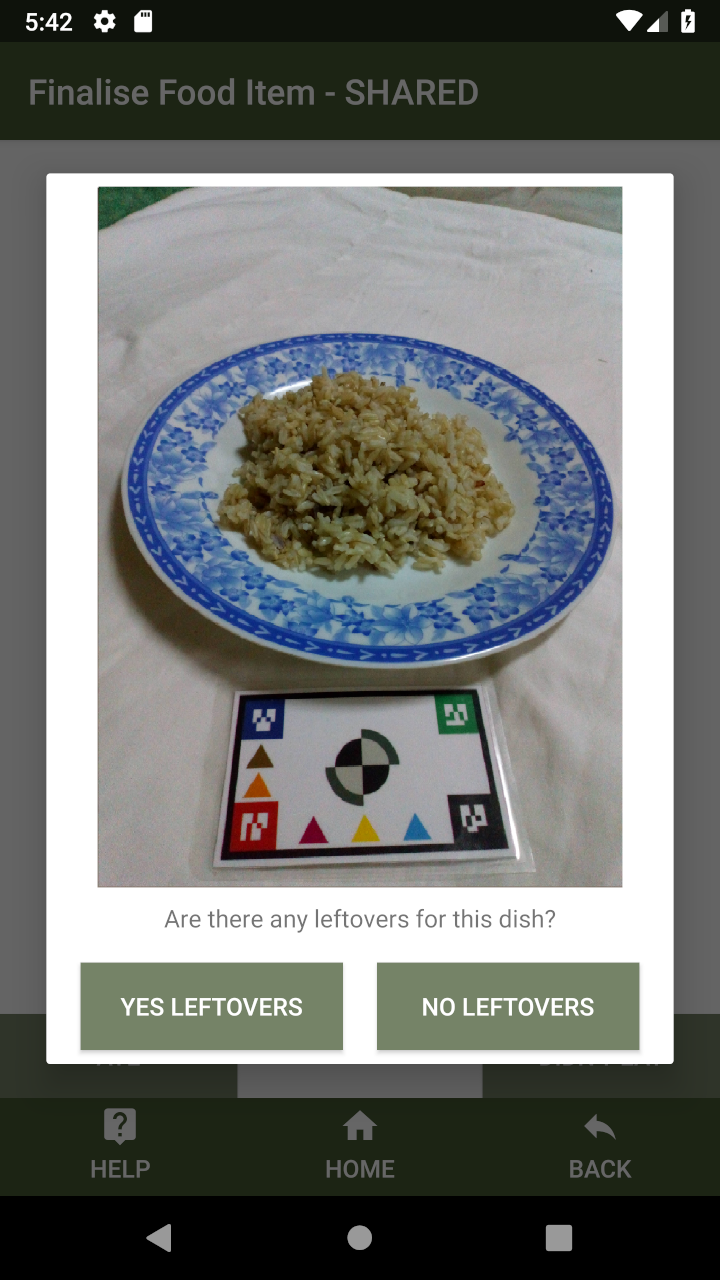 5:42
Finalise Food Item - SHARED
Are there any leftovers for this dish?
YES LEFTOVERS
NO LEFTOVERS
HELP
HOME
BACK